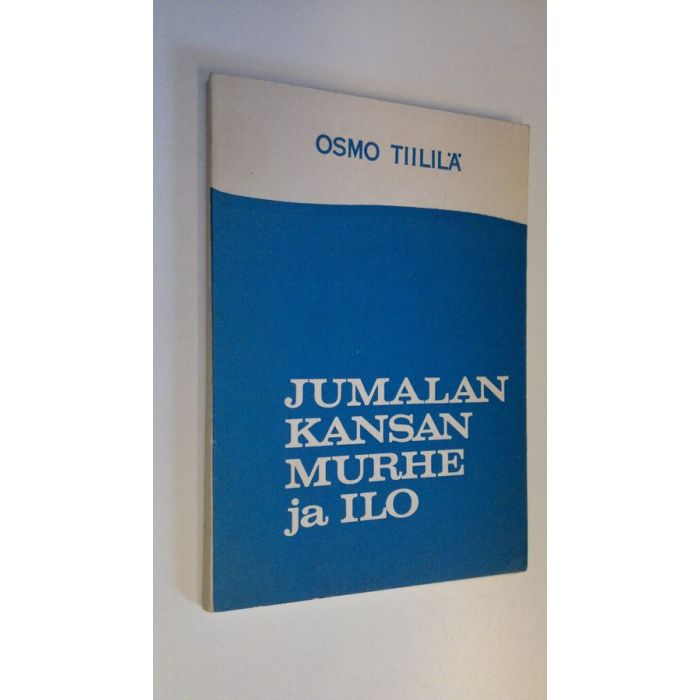 OSMO TIILILÄ
JUMALAN
KANSAN
MURHE
ja ILO